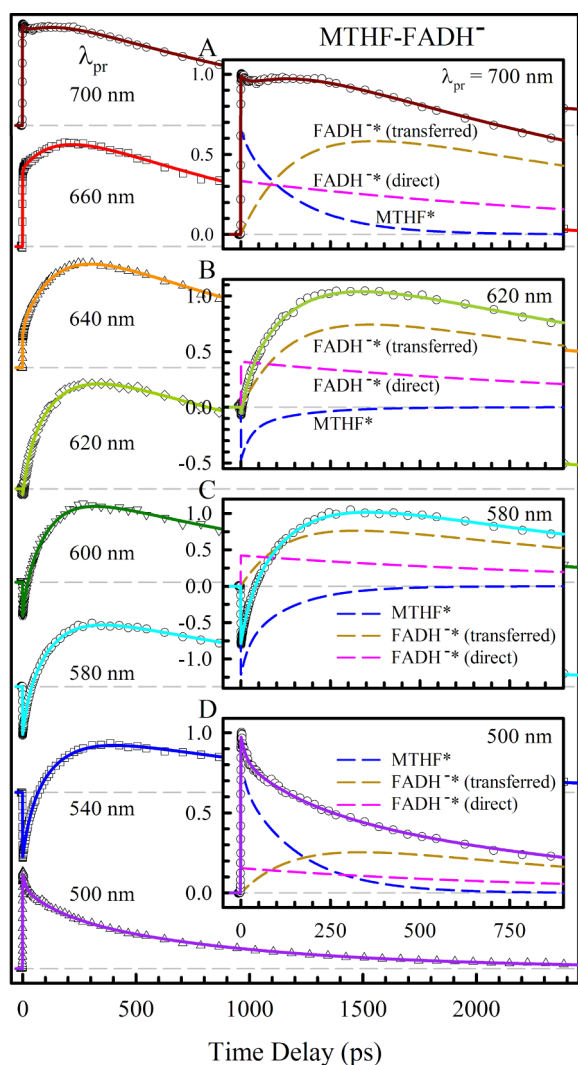 MTHF-FADH⁻
λpr
700 nm
660 nm
640 nm
620 nm
600 nm
580 nm
540 nm
500 nm
A
λpr = 700 nm
1.0
0.5
0.0
FADH⁻* (transferred)
FADH⁻* (direct)
MTHF*
B
620 nm
1.0
0.5
0.0
-0.5
FADH⁻* (transferred)
FADH⁻* (direct)
MTHF*
C
580 nm
1.0
0.5
0.0
-0.5
-1.0
MTHF*
FADH⁻* (transferred)
FADH⁻* (direct)
D
500 nm
1.0
0.5
0.0
MTHF*
FADH⁻* (transferred)
FADH⁻* (direct)
0 250 500 750
0 500 1000 1500 2000
Time Delay (ps)